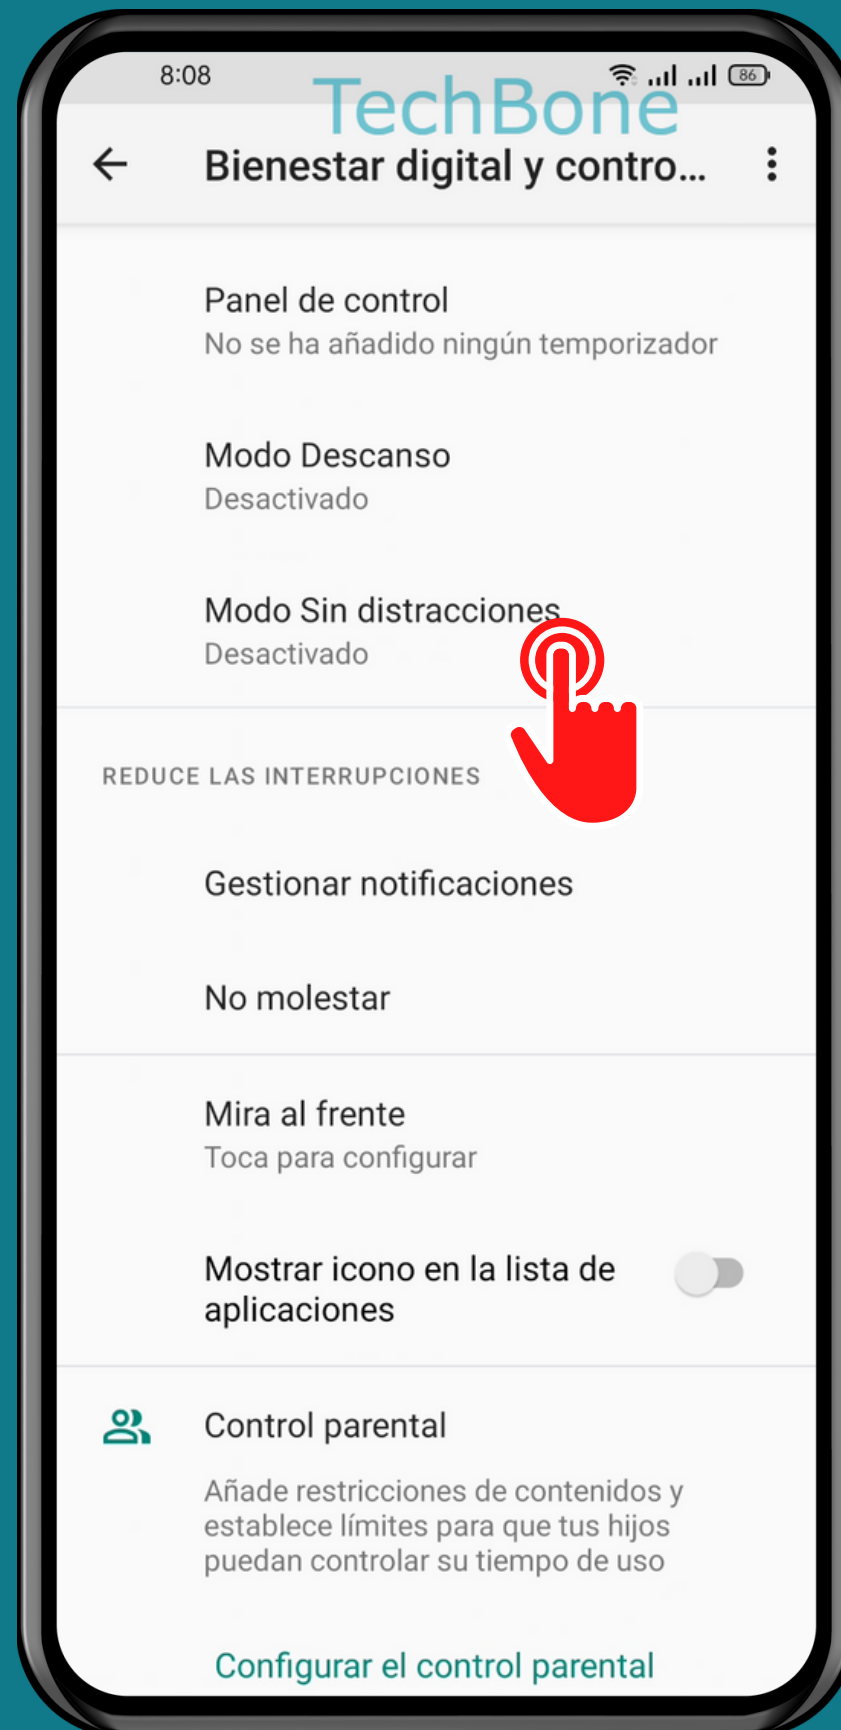 8:08
86
TechBone
Bienestar digital y contro...
Panel de control
No se ha añadido ningún temporizador
Modo Descanso
Desactivado
Modo Sin distracciones
Desactivado
REDUCE LAS INTERRUPCIONES
Gestionar notificaciones
No molestar
Mira al frente
Toca para configurar
Mostrar icono en la lista de
aplicaciones
Control parental
Añade restricciones de contenidos y
establece límites para que tus hijos
puedan controlar su tiempo de uso
Configurar el control parental